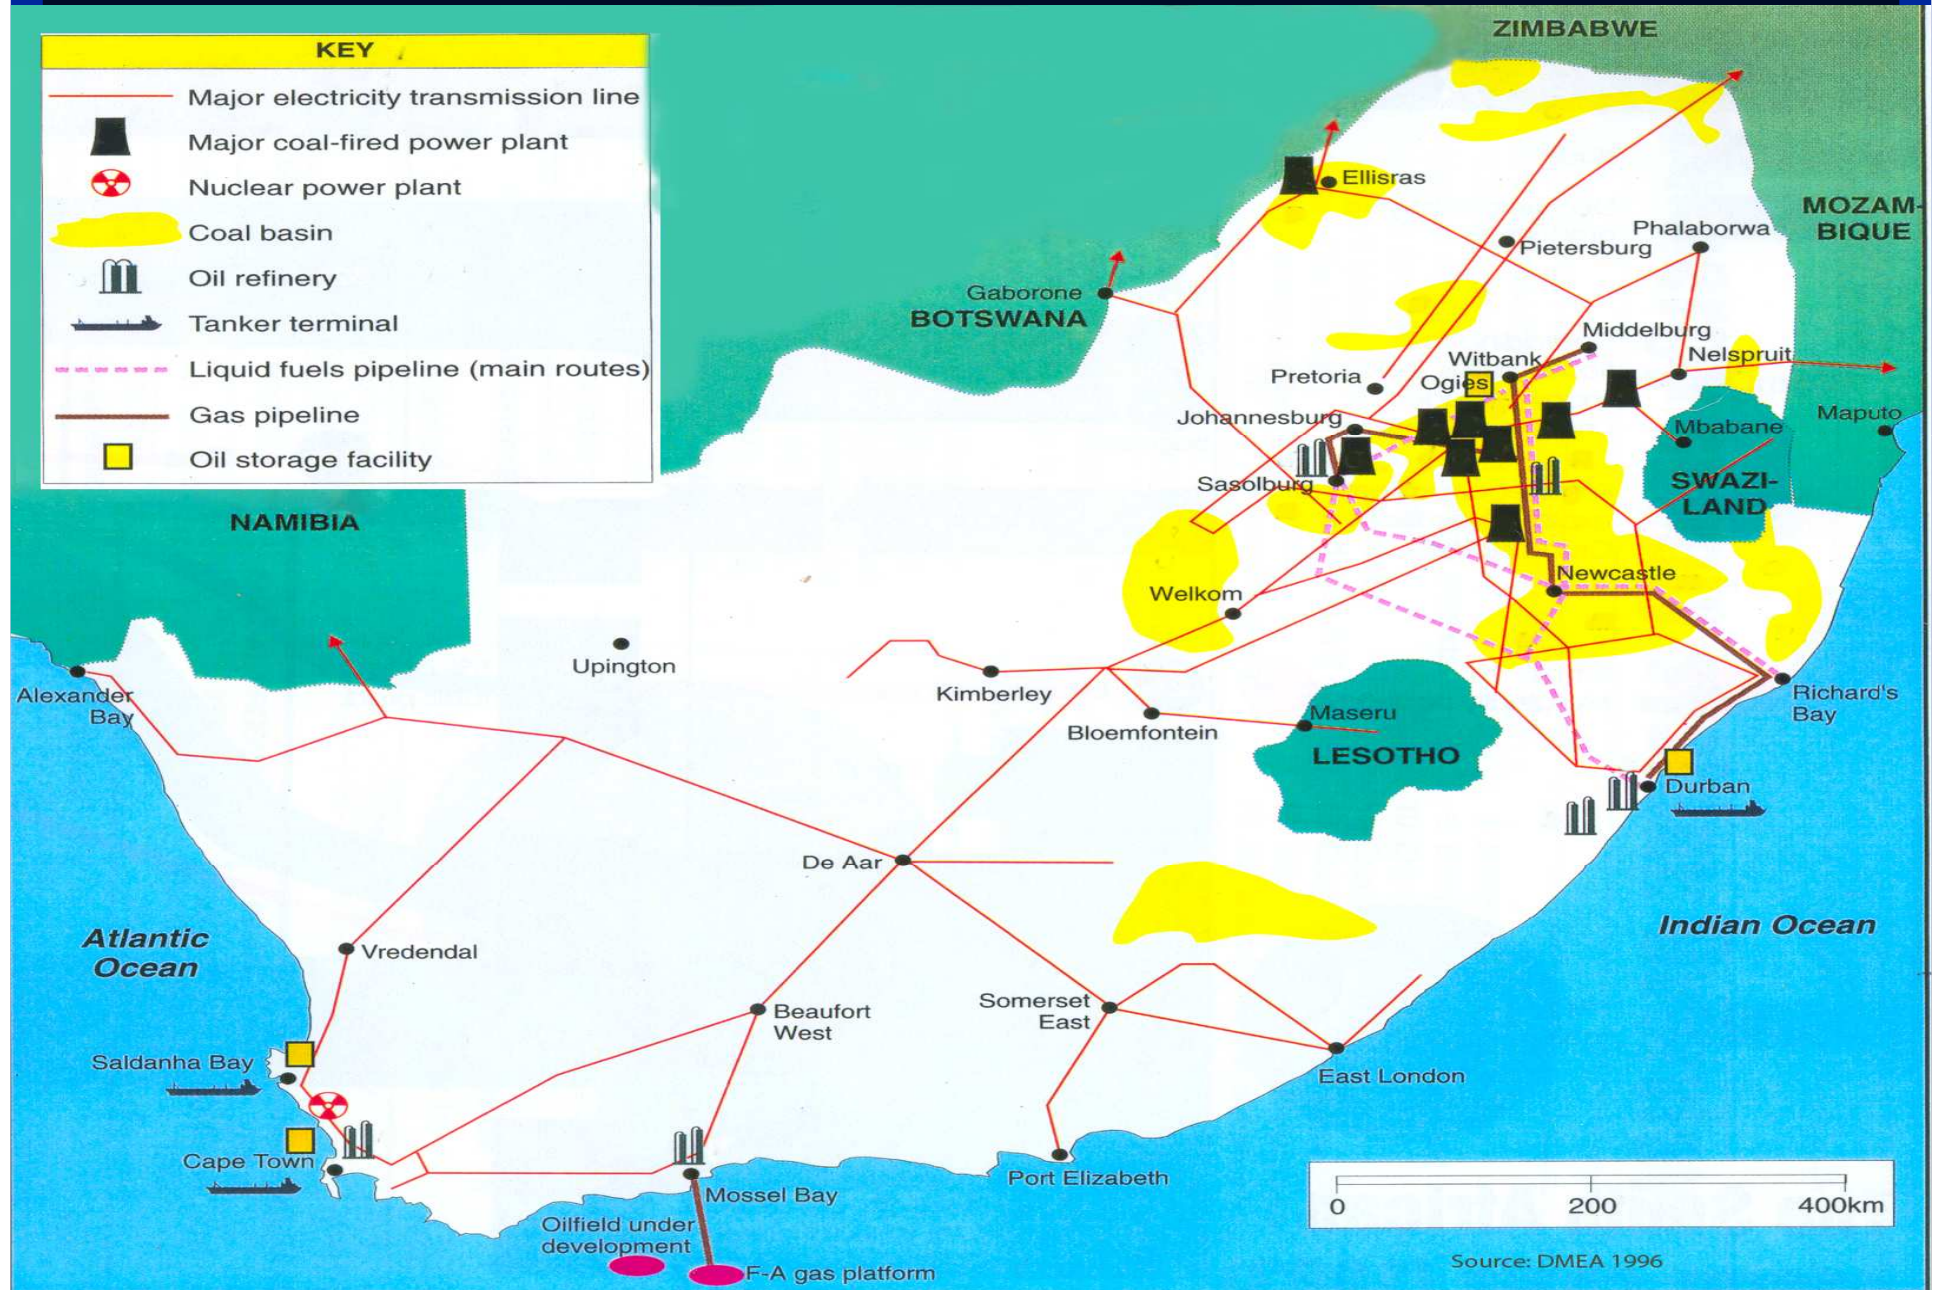 KEY
Major electricity transmission line
Major coal-fired power plant
Nuclear power plant
Coal basin
Oil refinery
Tanker terminal
Liquid fuels pipeline (main routes)
Gas pipeline
Oil storage facility
ZIMBABWE
Ellisras
MOZAM-
BIQUE
Phalaborwa
Pietersburg
Gaborone
BOTSWANA
Middelburg
Witbank
Nelspruit
Pretoria
Ogies
Johannesburg
Maputo
Mbabane
Sasolburg
SWAZI-
LAND
NAMIBIA
Newcastle
Welkom
Upington
Kimberley
Alexander
Bay
Richard's
Bay
Maseru
Bloemfontein
LESOTHO
Durban
De Aar
Atlantic
Ocean
Indian Ocean
Vredendal
Somerset
East
Beaufort
West
Saldanha Bay
East London
Cape Town
Port Elizabeth
Mossel Bay
0 200 400km
Oilfield under
development
F-A gas platform
Source: DMEA 1996